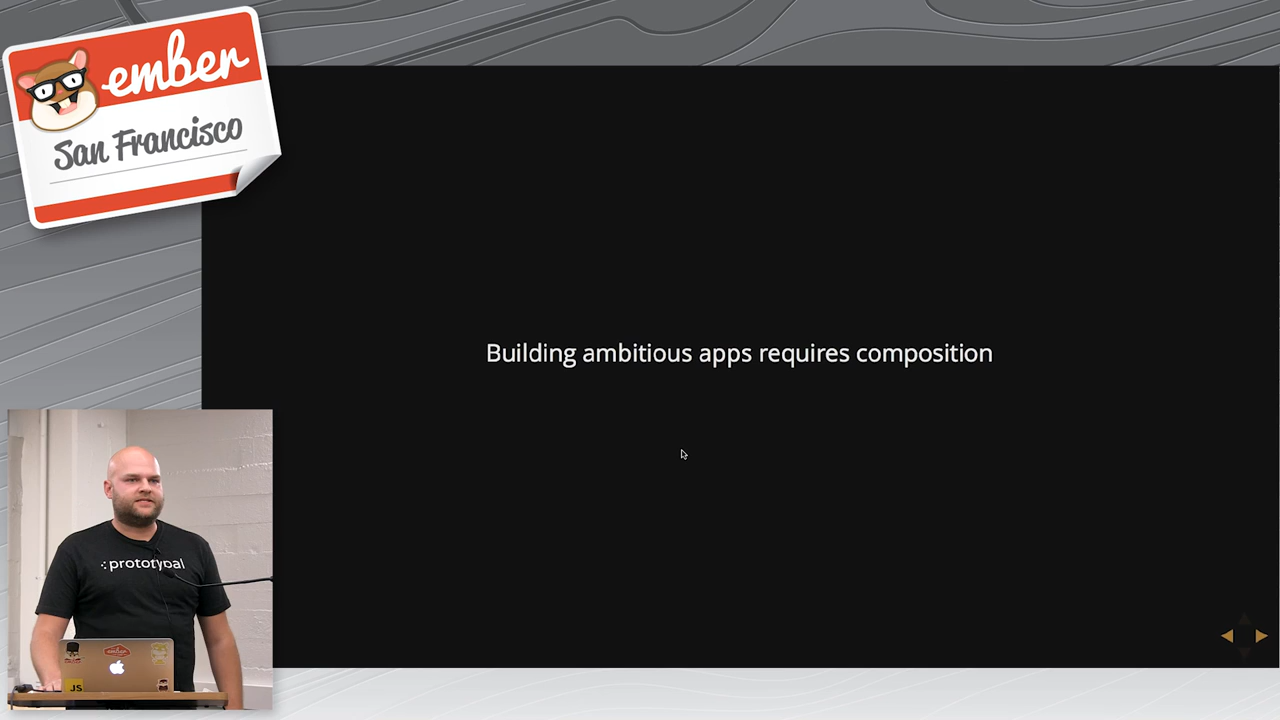 ember
San Francisco
Building ambitious apps requires composition
:prototypal
JS